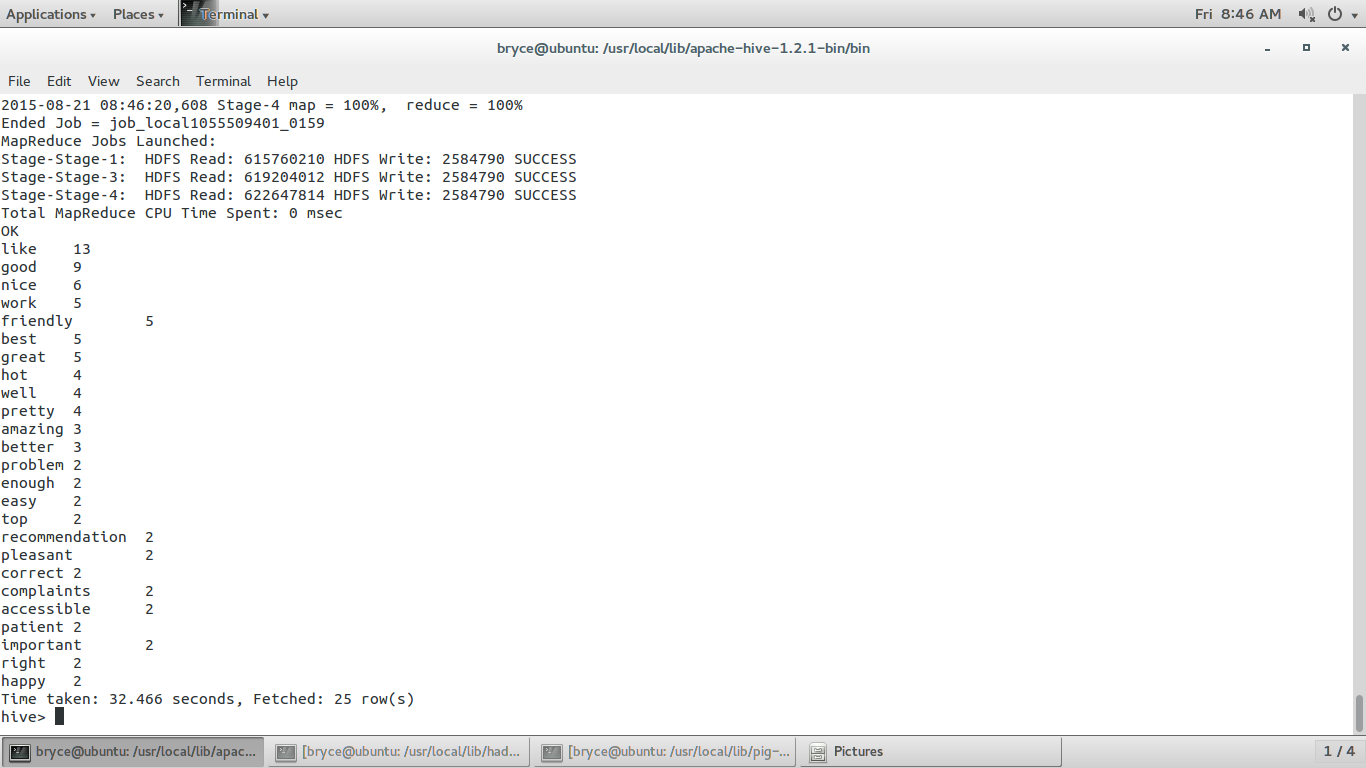 Applications Places Terminal Fri 8:46 AM
bryce@ubuntu: /usr/local/lib/apache-hive-1.2.1-bin/bin
File Edit View Search Terminal Help
2015-08-21 08:46:20,608 Stage-4 map = 100%,  reduce = 100%
Ended Job = job_local1055509401_0159
MapReduce Jobs Launched:
Stage-Stage-1:  HDFS Read: 615760210 HDFS Write: 2584790 SUCCESS
Stage-Stage-3:  HDFS Read: 619204012 HDFS Write: 2584790 SUCCESS
Stage-Stage-4:  HDFS Read: 622647814 HDFS Write: 2584790 SUCCESS
Total MapReduce CPU Time Spent: 0 msec
OK
like    13
good    9
nice    6
work    5
friendly        5
best    5
great   5
hot     4
well    4
pretty  4
amazing 3
better  3
problem 2
enough  2
easy    2
top     2
recommendation  2
pleasant        2
correct 2
complaints      2
accessible      2
patient 2
important       2
right   2
happy   2
Time taken: 32.466 seconds, Fetched: 25 row(s)
hive>
bryce@ubuntu: /usr/local/lib/apac... [bryce@ubuntu: /usr/local/lib/had... [bryce@ubuntu: /usr/local/lib/pig-... Pictures 1 / 4